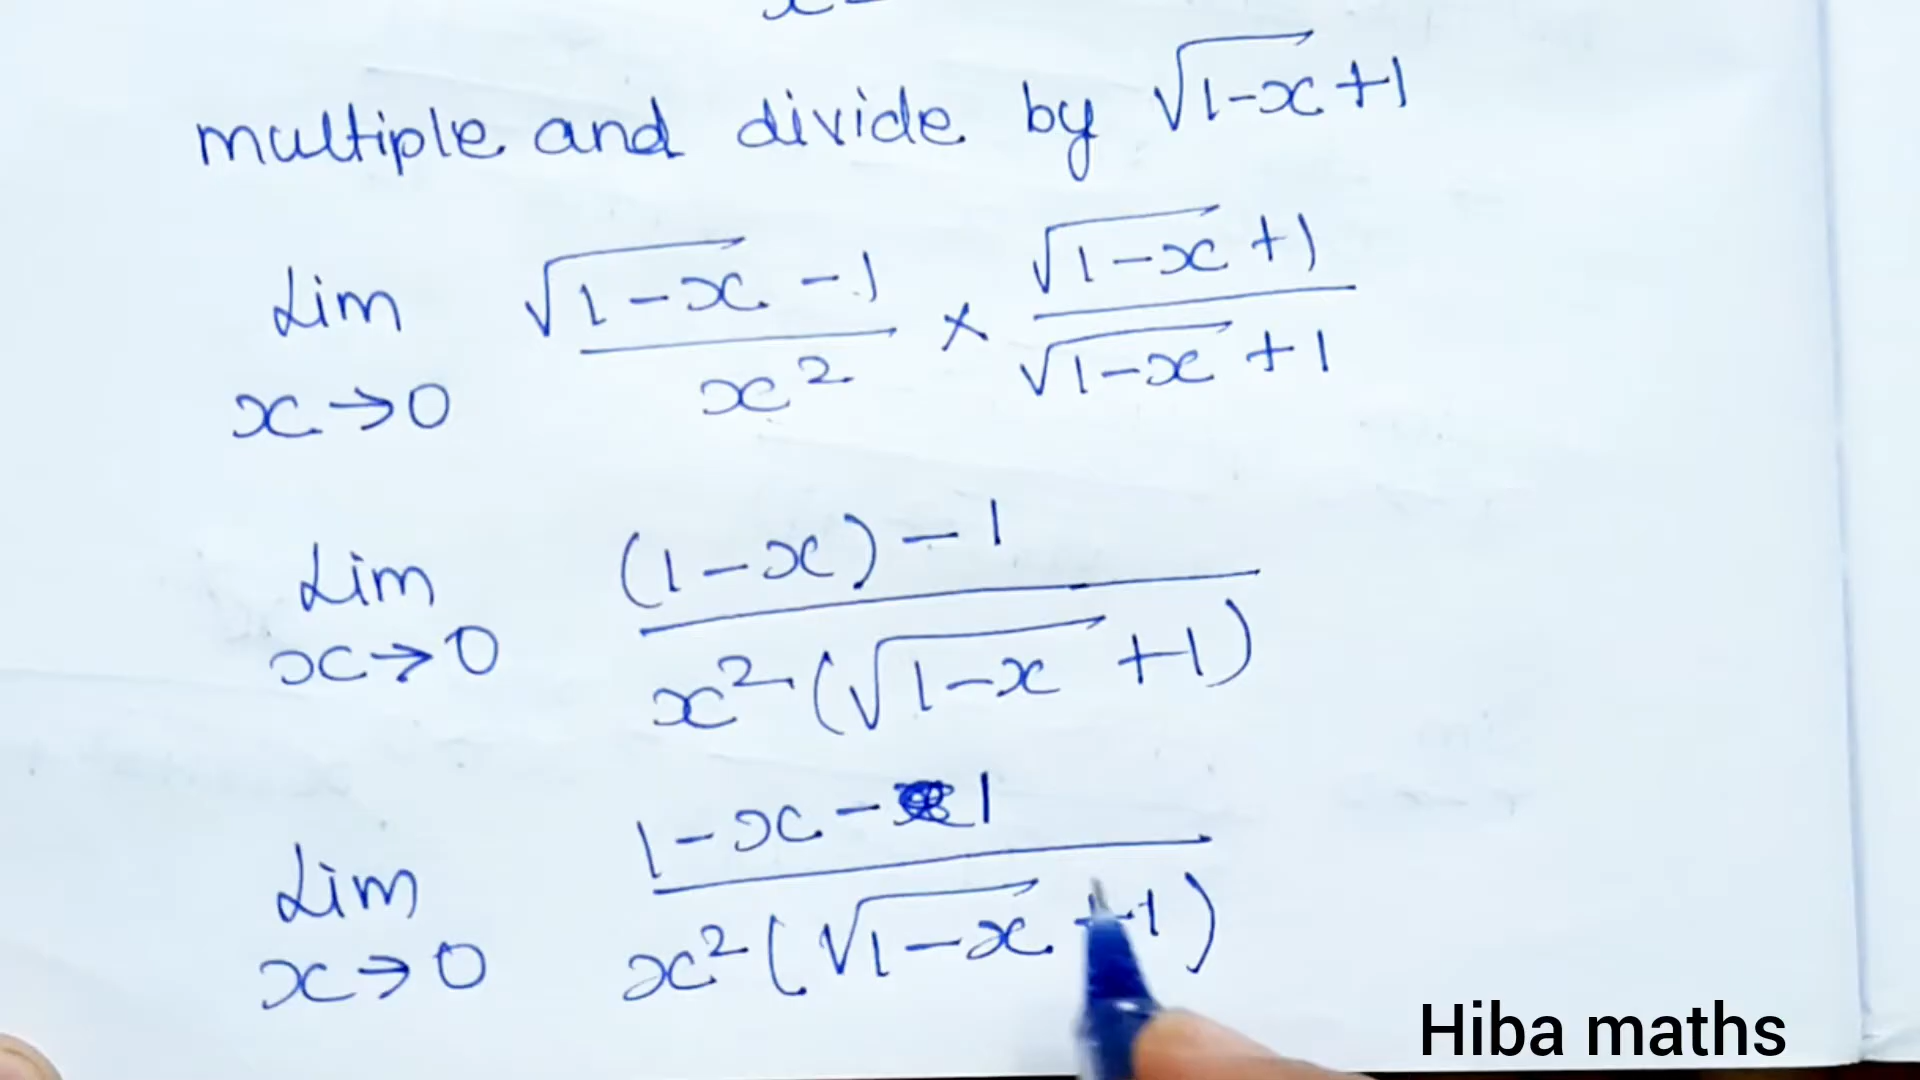 multiple and divide by √1-x +1
Lim x→0 √1-x -1 / x² × √1-x +1 / √1-x +1
Lim x→0 (1-x)-1 / x²(√1-x +1)
Lim x→0 1-x-1 / x²(√1-x +1)
Hiba maths